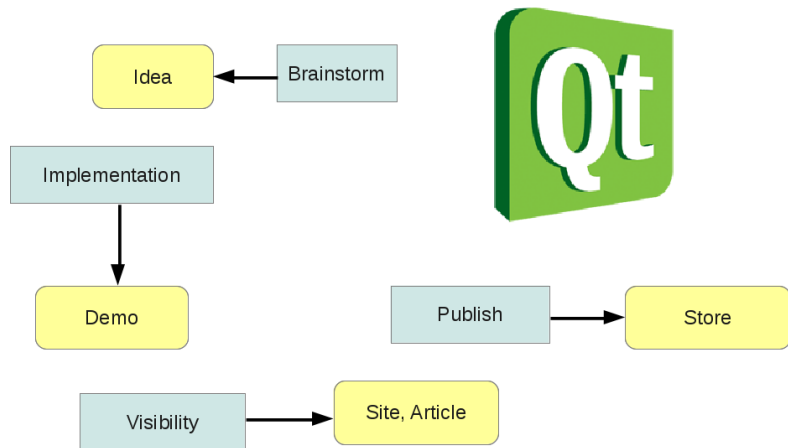 Idea
Brainstorm
Qt
Implementation
Demo
Publish
Store
Visibility
Site, Article